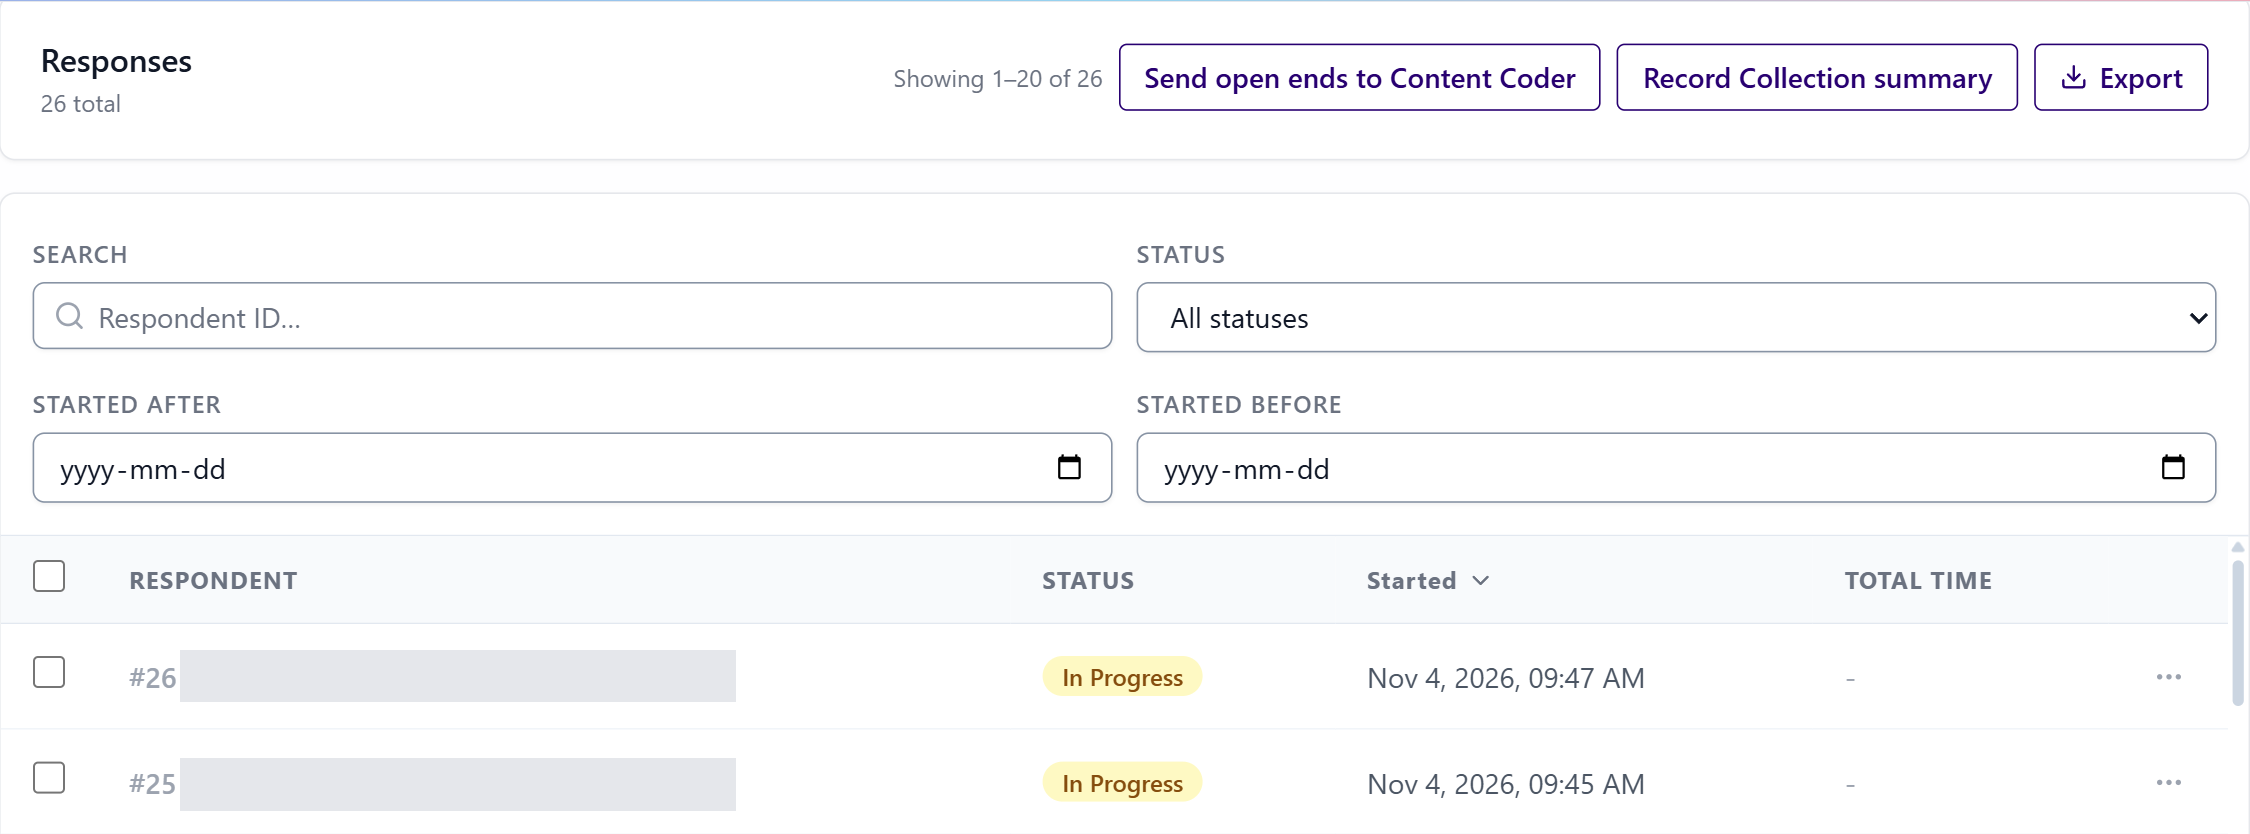 Responses
26 total
Showing 1–20 of 26
Send open ends to Content Coder
Record Collection summary
Export
SEARCH
STATUS
Respondent ID...
All statuses
STARTED AFTER
STARTED BEFORE
yyyy-mm-dd
yyyy-mm-dd
RESPONDENT STATUS Started TOTAL TIME
#26 In Progress Nov 4, 2026, 09:47 AM -
#25 In Progress Nov 4, 2026, 09:45 AM -